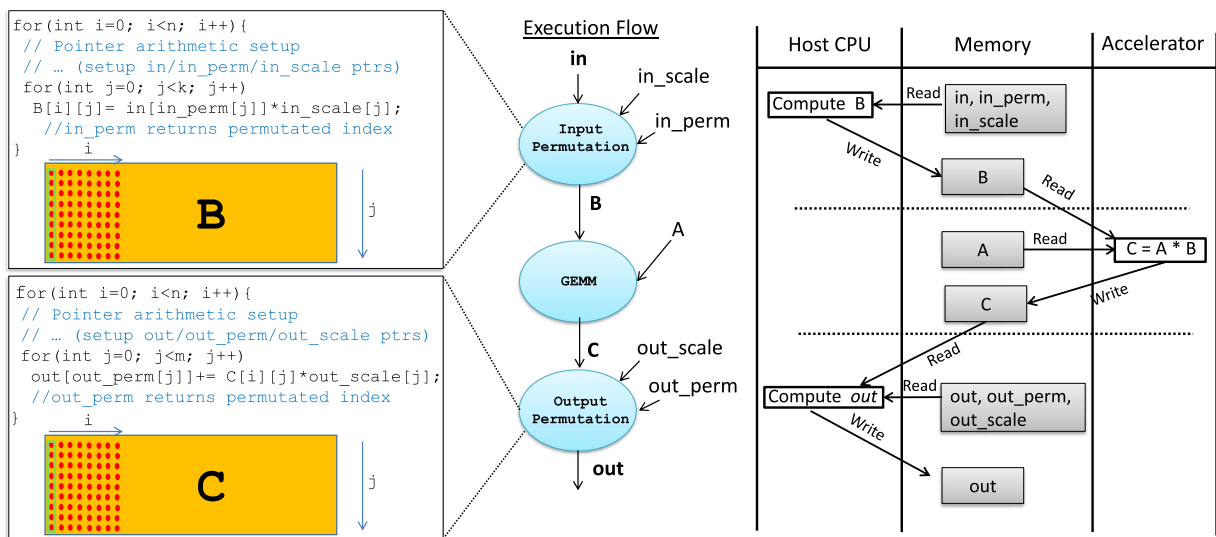 for(int i=0; i<n; i++){
// Pointer arithmetic setup
// … (setup in/in_perm/in_scale ptrs)
for(int j=0; j<k; j++)
B[i][j]= in[in_perm[j]]*in_scale[j];
//in_perm returns permutated index
}
i
B
j
for(int i=0; i<n; i++){
// Pointer arithmetic setup
// … (setup out/out_perm/out_scale ptrs)
for(int j=0; j<m; j++)
out[out_perm[j]]+= C[i][j]*out_scale[j];
//out_perm returns permutated index
}
i
C
j
Execution Flow
in
in_scale
in_perm
Input
Permutation
B
A
GEMM
C
out_scale
out_perm
Output
Permutation
out
Host CPU
Memory
Accelerator
Compute B
Read
in, in_perm,
in_scale
Write
B
Read
A
Read
C = A * B
C
Write
Read
Compute out
Read
out, out_perm,
out_scale
Write
out